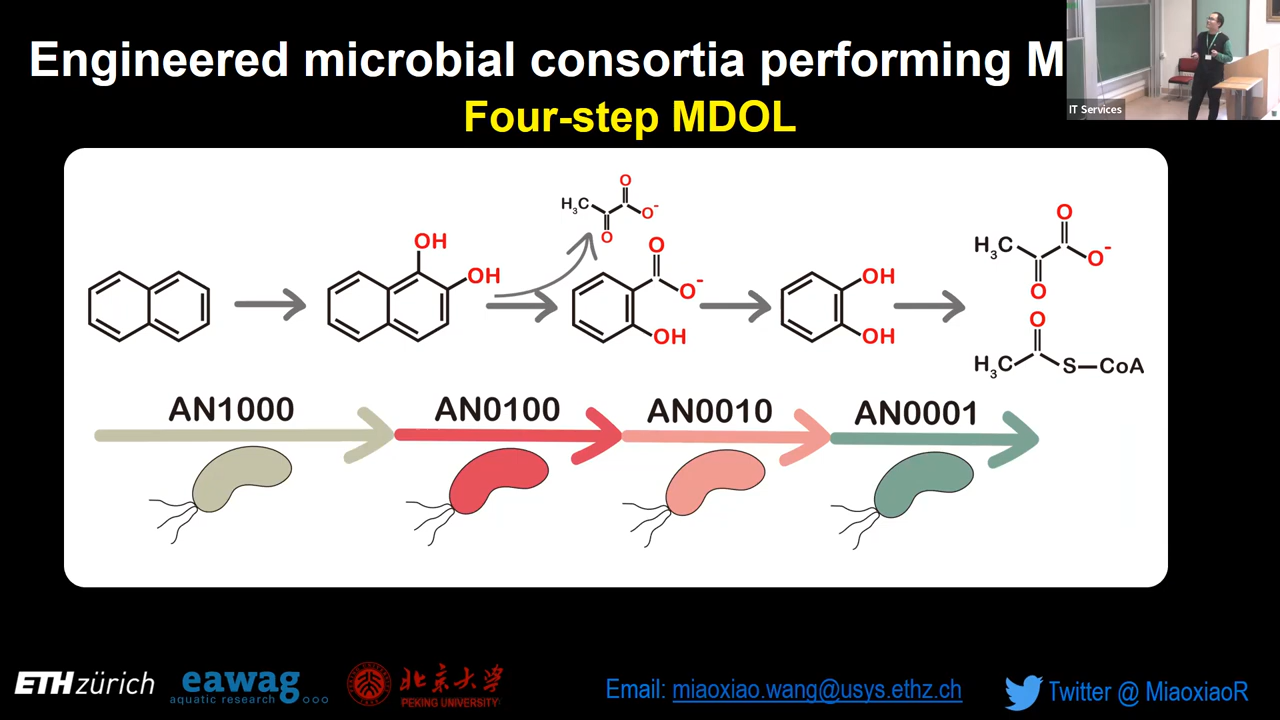 Engineered microbial consortia performing M
Four-step MDOL
IT Services
H3C O O O-
OH
OH
O
O-
OH
OH
OH
H3C O O- O
O
H3C S CoA
AN1000 AN0100 AN0010 AN0001
ETH zürich
eawag
aquatic research
北京大学
PEKING UNIVERSITY
Email: miaoxiao.wang@usys.ethz.ch
Twitter @ MiaoxiaoR